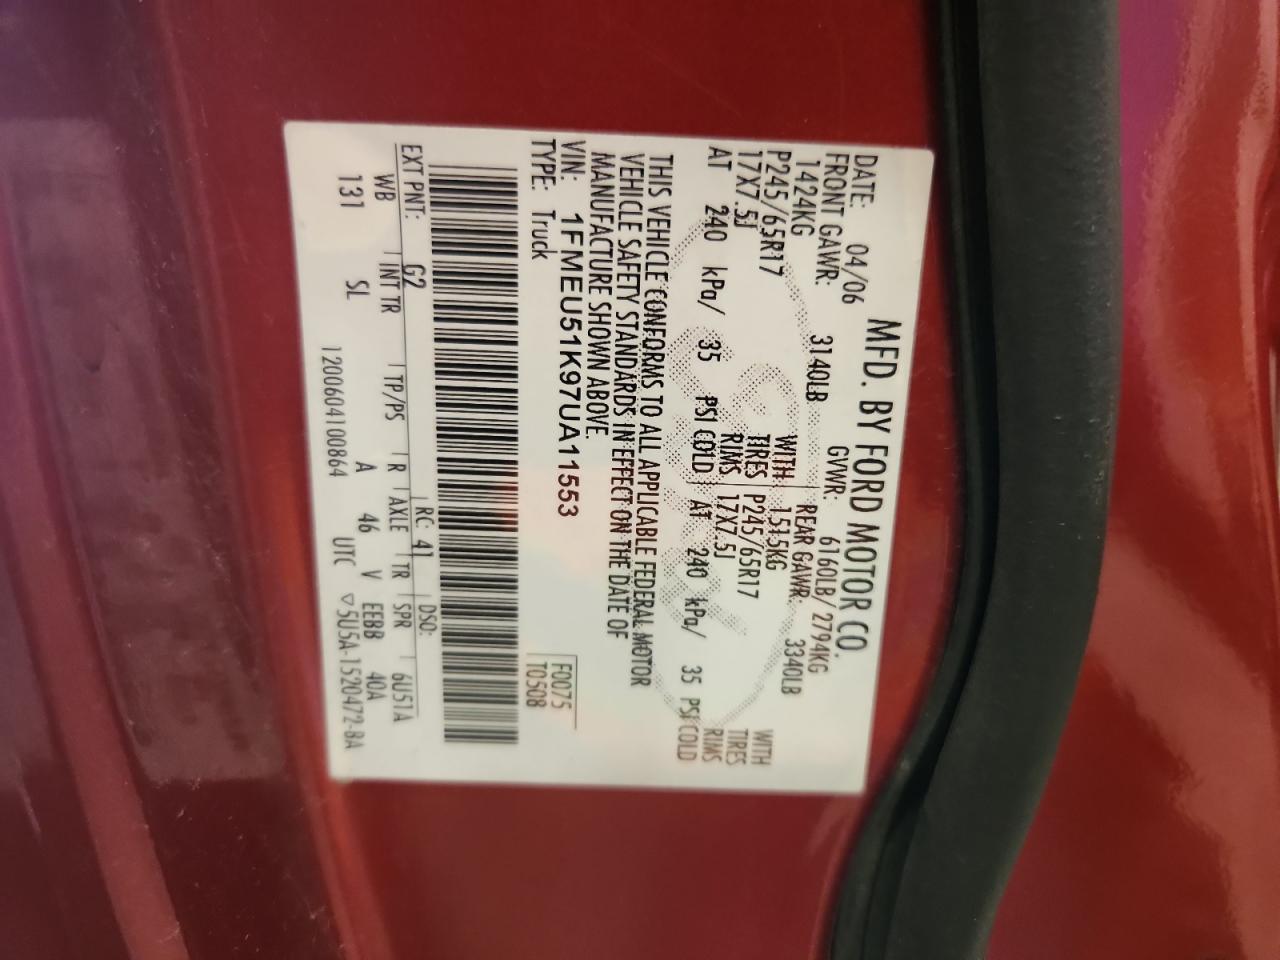 MFD. BY FORD MOTOR CO.
DATE: 04/06 GVWR: 6160LB/ 2794KG
FRONT GAWR: 3140LB REAR GAWR: 3340LB
1424KG WITH 1515KG WITH
P245/65R17 TIRES P245/65R17 TIRES
17X7.5J RIMS 17X7.5J RIMS
AT 240 kPa/ 35 PSI COLD AT 240 kPa/ 35 PSI COLD
THIS VEHICLE CONFORMS TO ALL APPLICABLE FEDERAL MOTOR
VEHICLE SAFETY STANDARDS IN EFFECT ON THE DATE OF
MANUFACTURE SHOWN ABOVE.
VIN: 1FMEU51K97UA11553
TYPE: Truck
F0075
T0508
EXT PNT: G2 RC: 41 DSO:
WB INT TR TP/PS R AXLE TR SPR 6U51A
131 SL A 46 V EEBB 40A
1200604100864 UTC ▽5U5A-1520472-BA